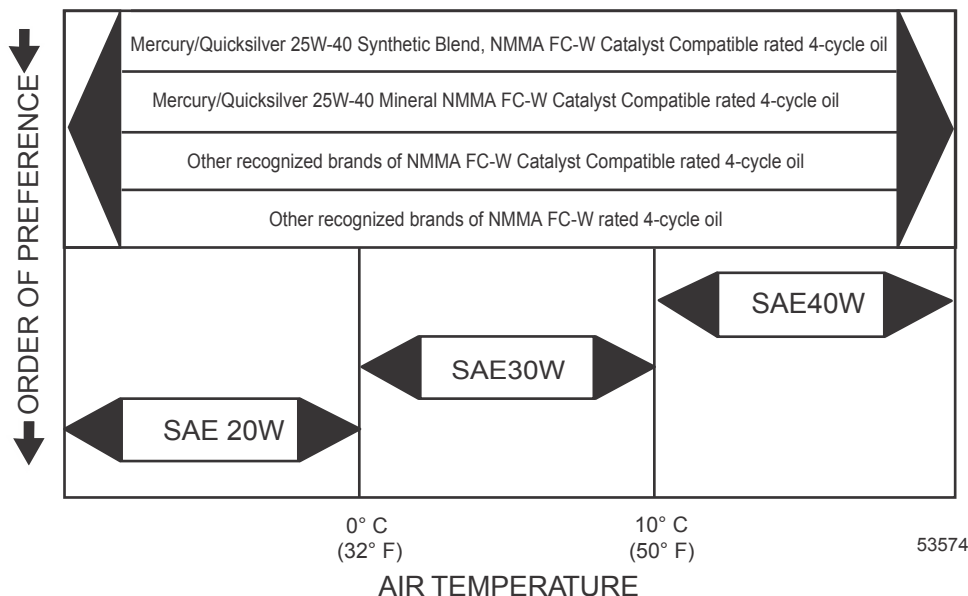 ORDER OF PREFERENCE
Mercury/Quicksilver 25W-40 Synthetic Blend, NMMA FC-W Catalyst Compatible rated 4-cycle oil
Mercury/Quicksilver 25W-40 Mineral NMMA FC-W Catalyst Compatible rated 4-cycle oil
Other recognized brands of NMMA FC-W Catalyst Compatible rated 4-cycle oil
Other recognized brands of NMMA FC-W rated 4-cycle oil
SAE40W
SAE30W
SAE 20W
0° C
(32° F)
10° C
(50° F)
53574
AIR TEMPERATURE